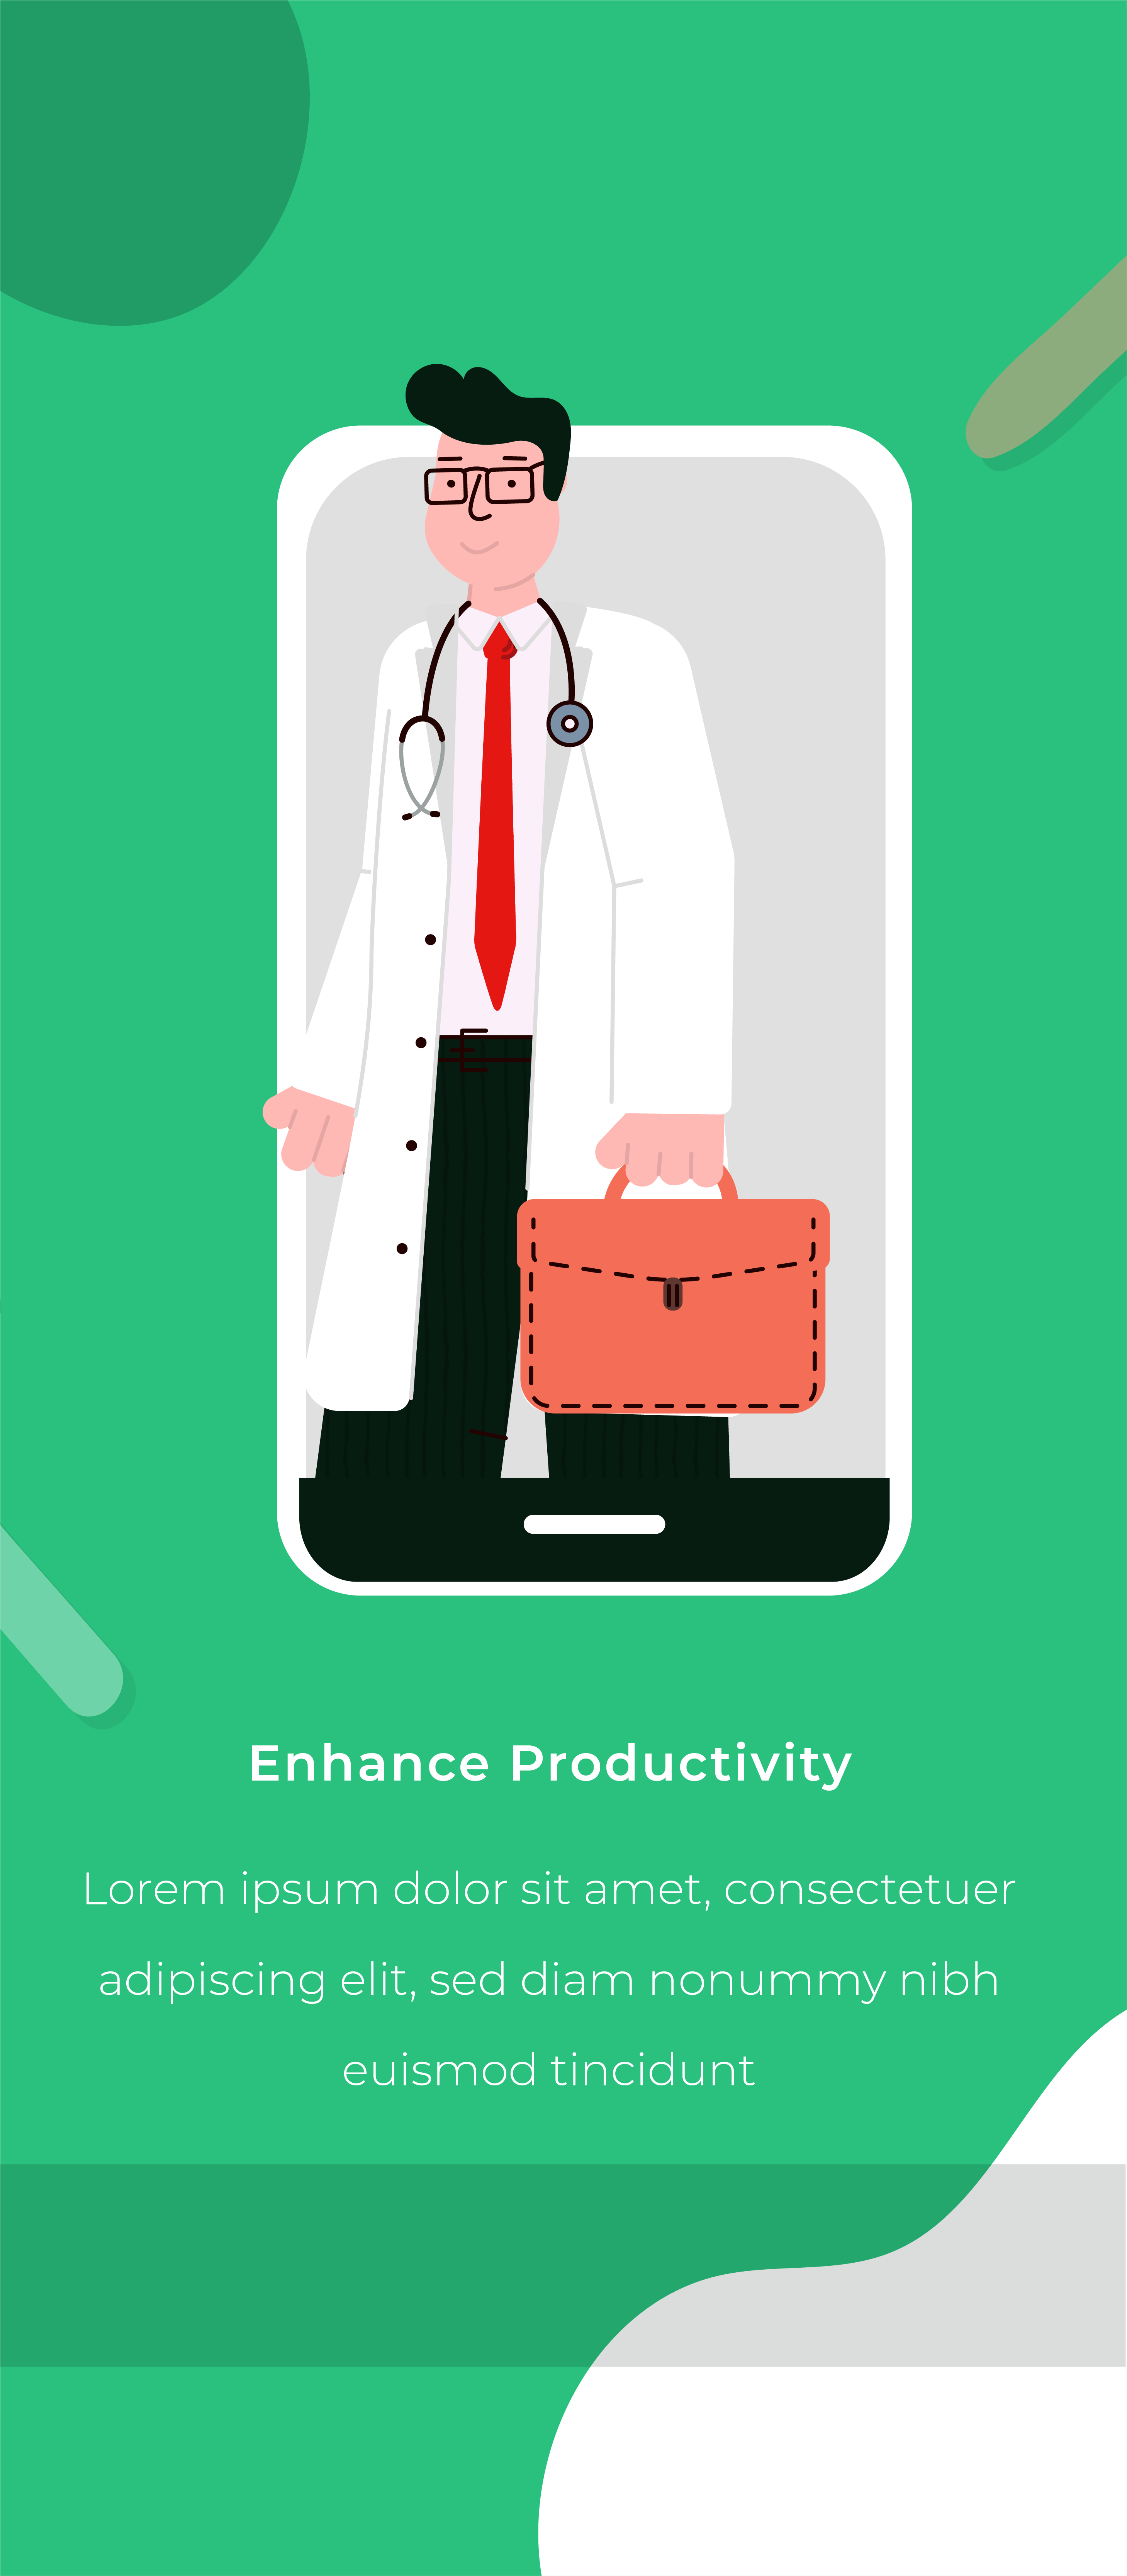 Enhance Productivity
Lorem ipsum dolor sit amet, consectetuer
adipiscing elit, sed diam nonummy nibh
euismod tincidunt